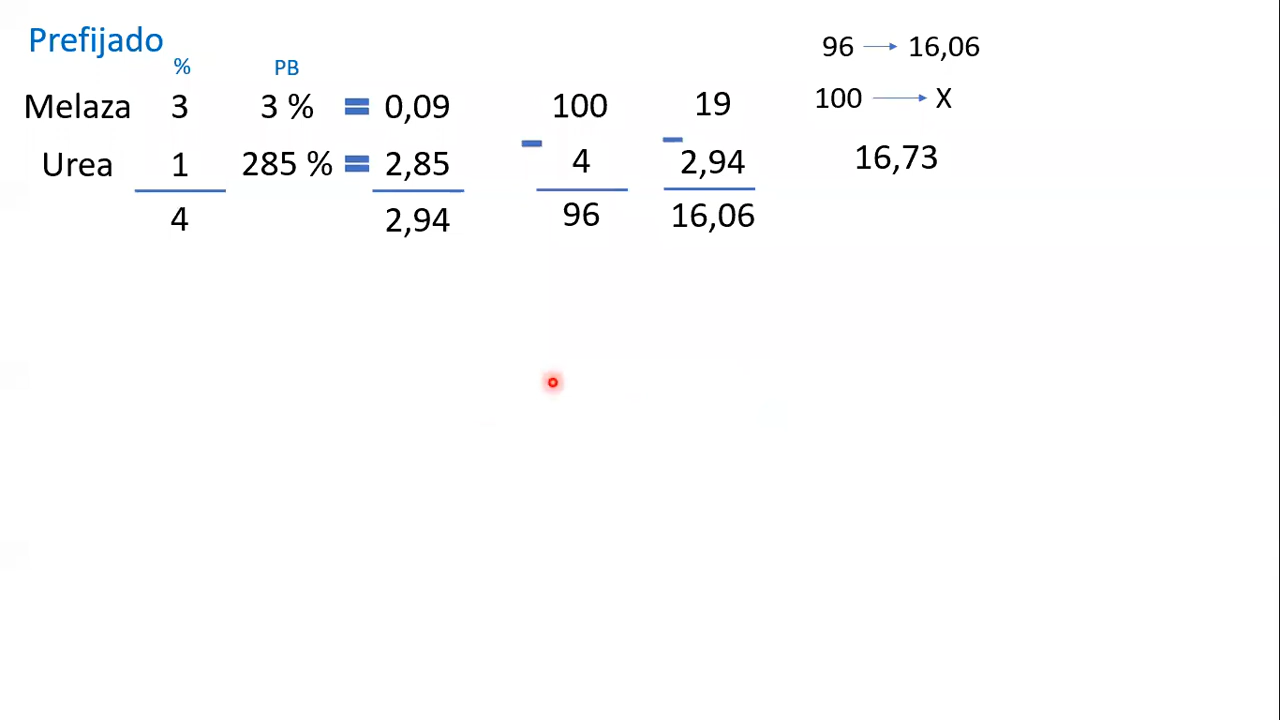 Prefijado
% PB
Melaza 3 3 % = 0,09 100 19 96 → 16,06
Urea 1 285 % = 2,85 - 4 - 2,94 100 → X
4 2,94 96 16,06 16,73